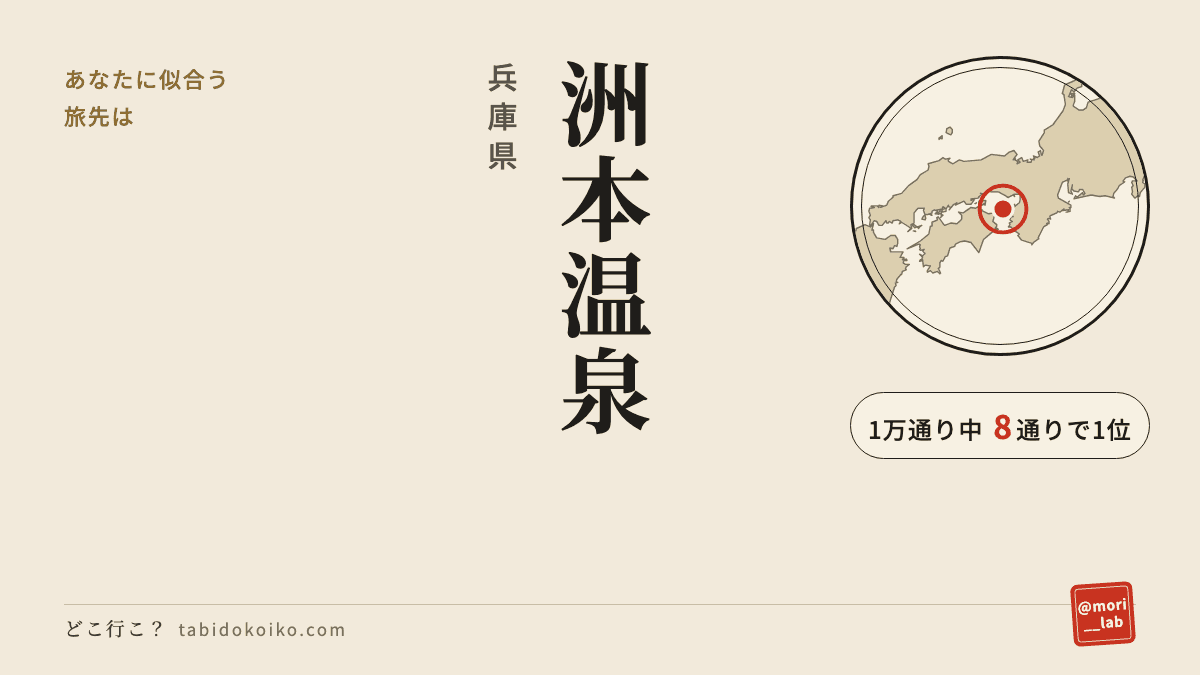 あなたに似合う
旅先は
洲本温泉
兵庫県
1万通り中 8通りで1位
どこ行こ？ tabidokoiko.com
@mori
__lab